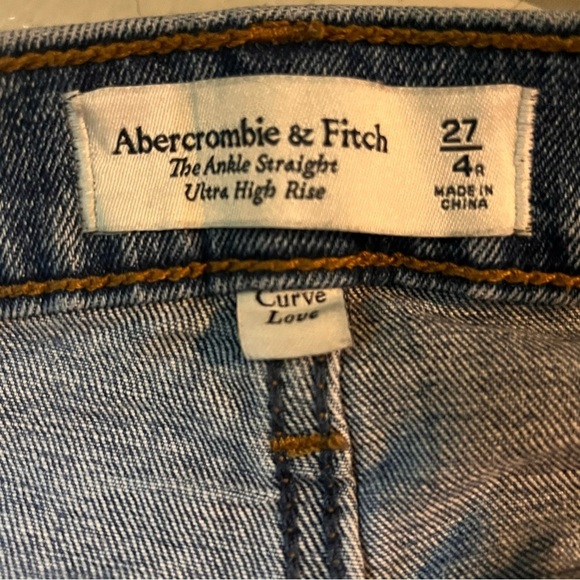 Abercrombie & Fitch
The Ankle Straight
Ultra High Rise
27
4R
MADE IN
CHINA
Curve
Love